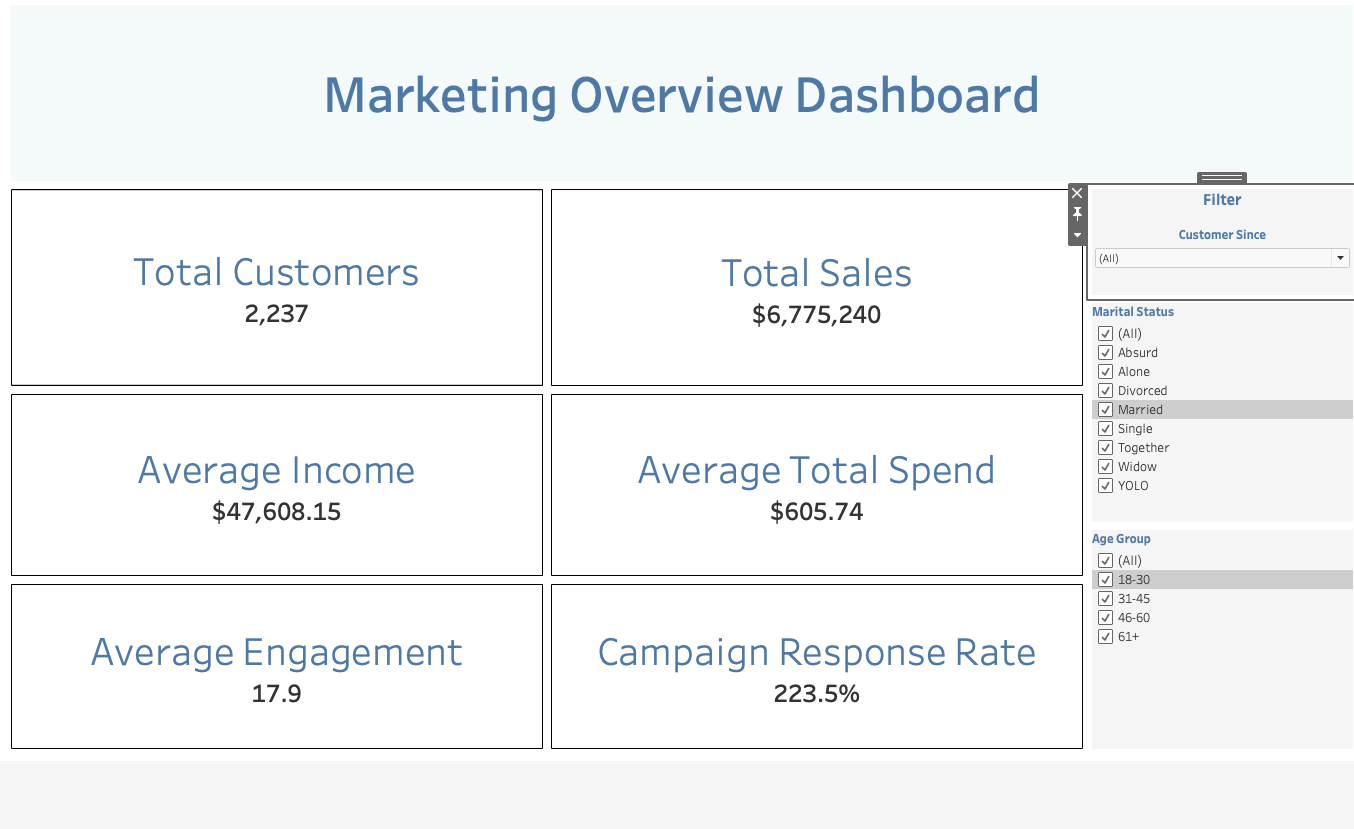 Marketing Overview Dashboard
Total Customers
2,237
Total Sales
$6,775,240
Average Income
$47,608.15
Average Total Spend
$605.74
Average Engagement
17.9
Campaign Response Rate
223.5%
Filter
Customer Since
(All)
Marital Status
(All)
Absurd
Alone
Divorced
Married
Single
Together
Widow
YOLO
Age Group
(All)
18-30
31-45
46-60
61+